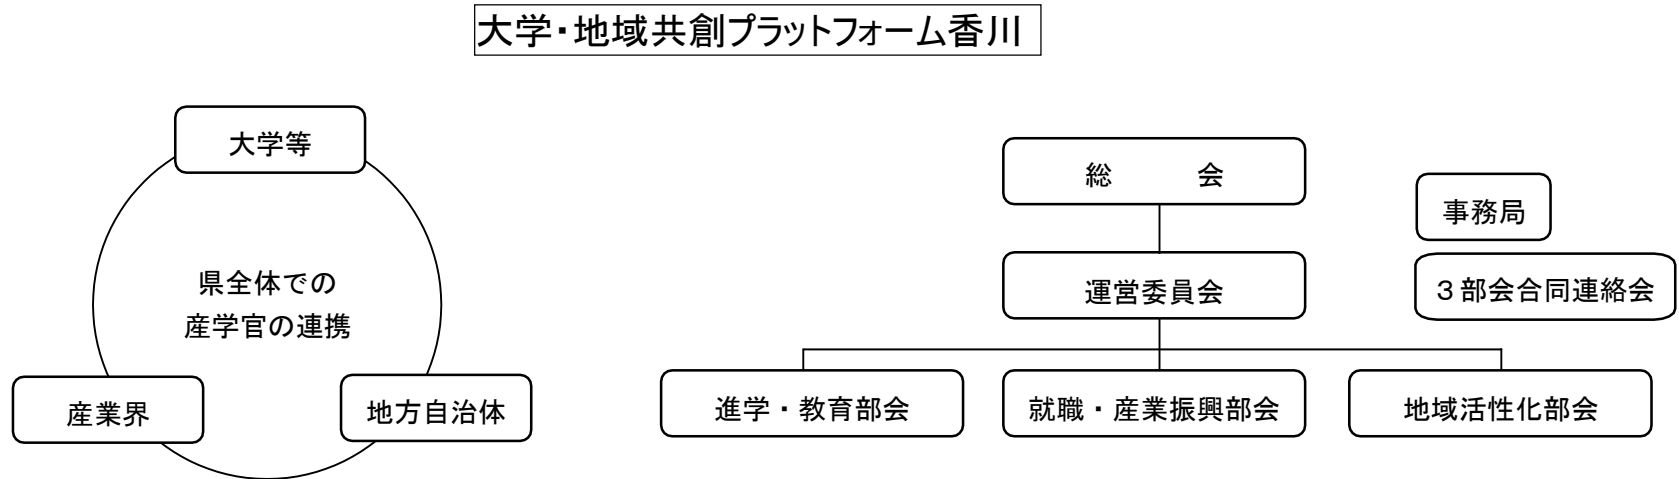 大学・地域共創プラットフォーム香川
大学等
県全体での
産学官の連携
産業界
地方自治体
総　　　会
運営委員会
進学・教育部会
就職・産業振興部会
地域活性化部会
事務局
３部会合同連絡会